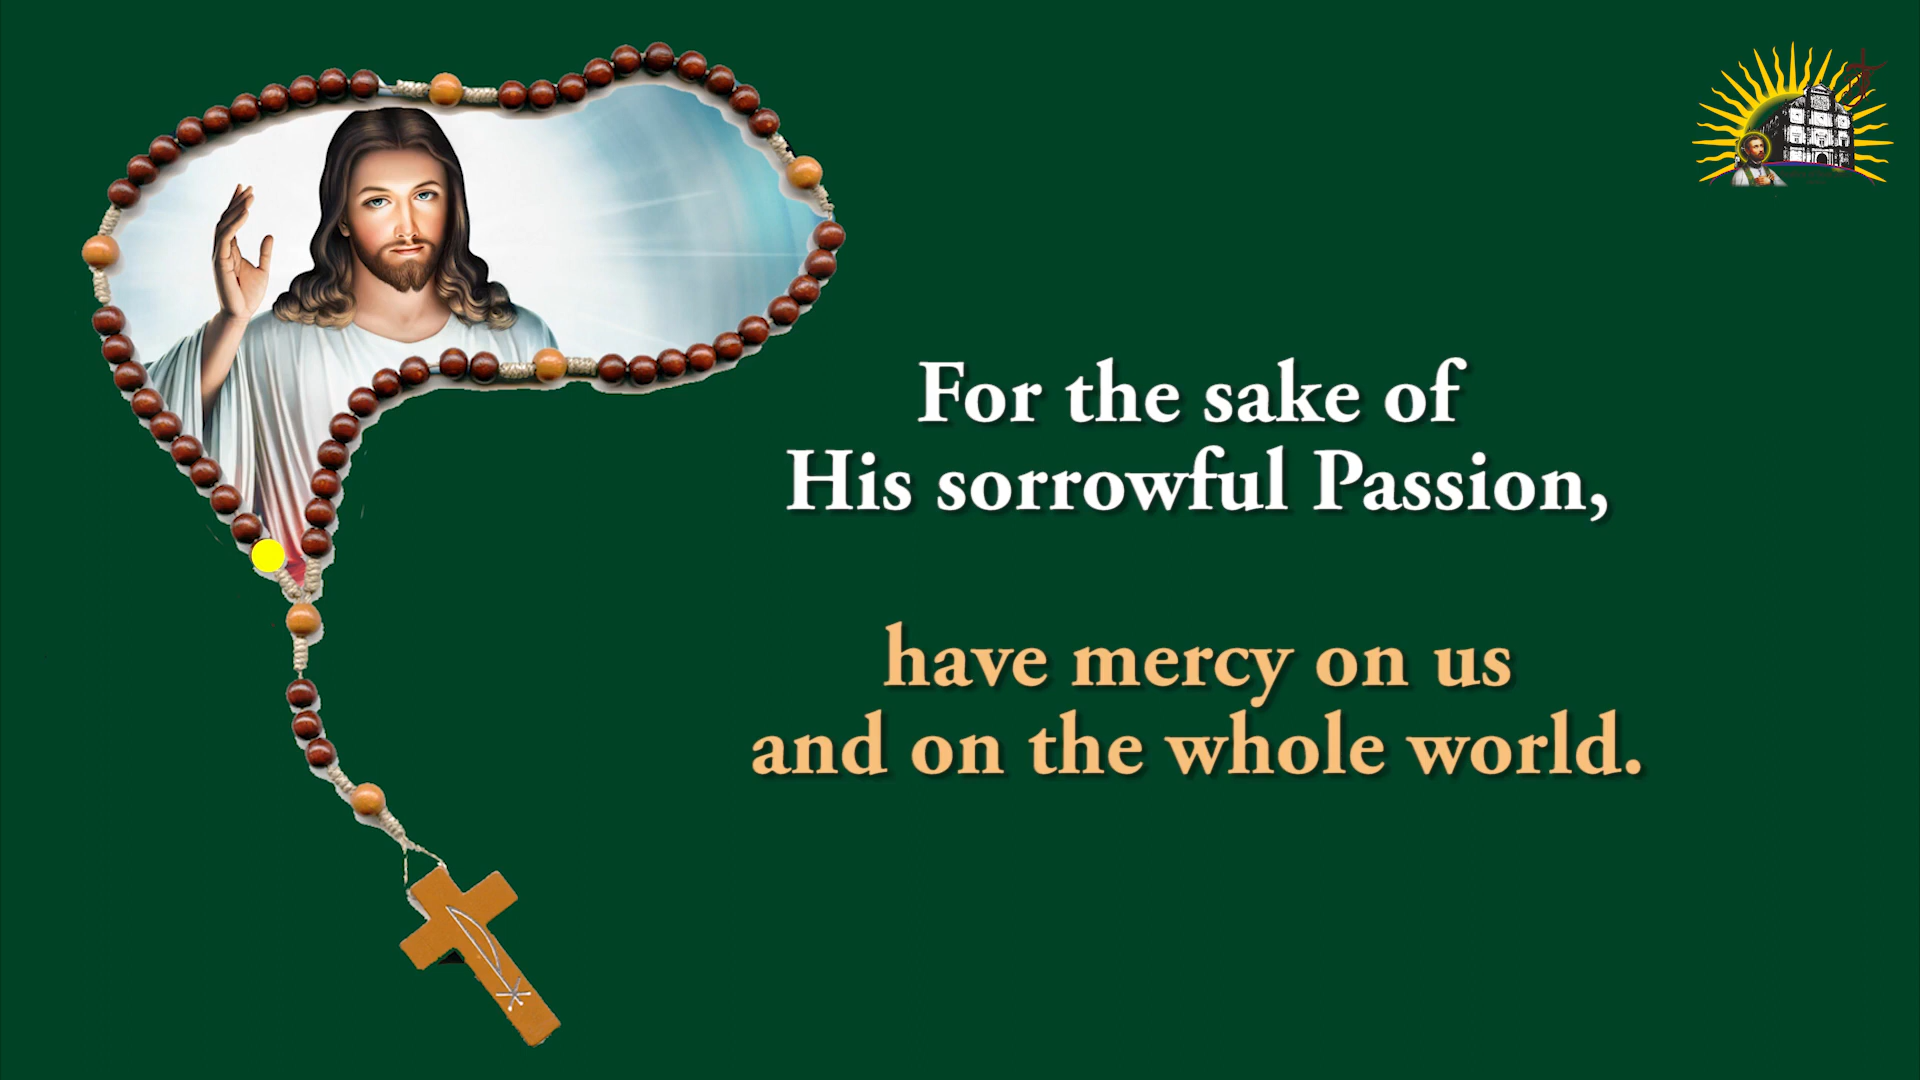 For the sake of
His sorrowful Passion,
have mercy on us
and on the whole world.